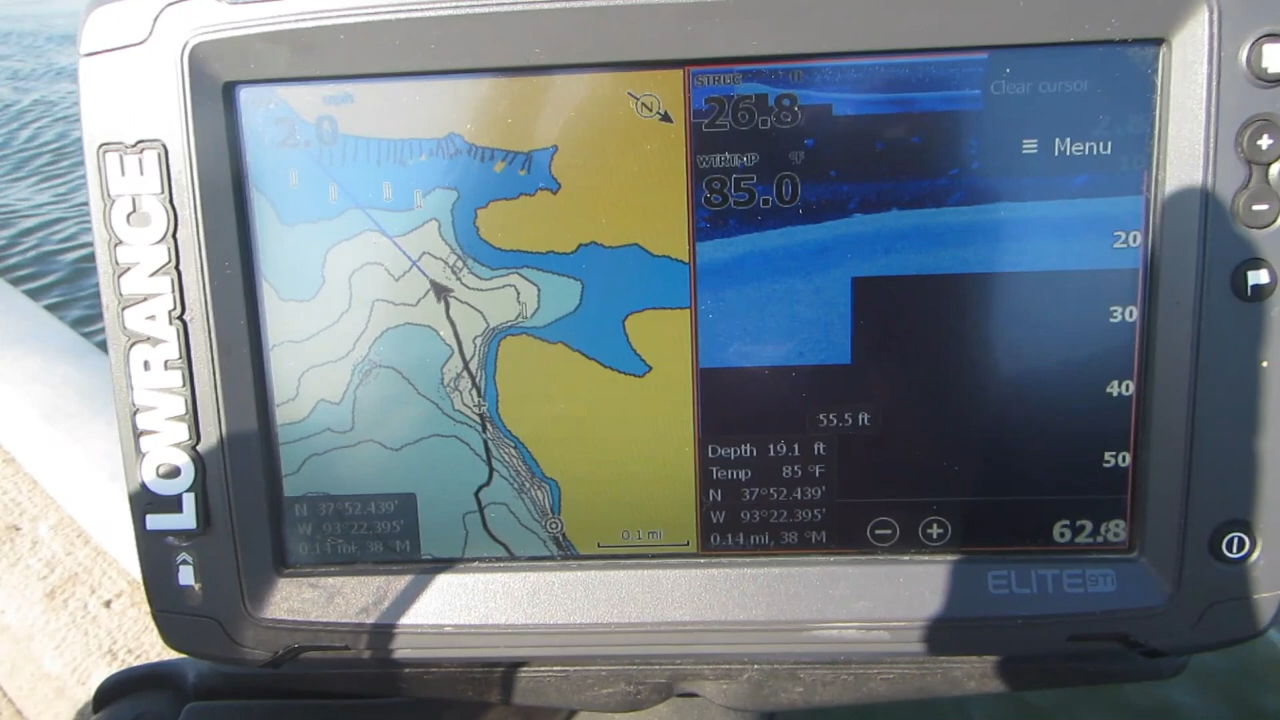 LOWRANCE
mph
2.0
N
N 37°52.439'
W 93°22.395'
0.14 mi, 38 °M
0.1 mi
STRUC ft
26.8
WTRTMP °F
85.0
Clear cursor
≡ Menu
20
30
40
50
55.5 ft
Depth 19.1 ft
Temp 85 °F
N 37°52.439'
W 93°22.395'
0.14 mi, 38 °M
62.8
ELITE 9Ti